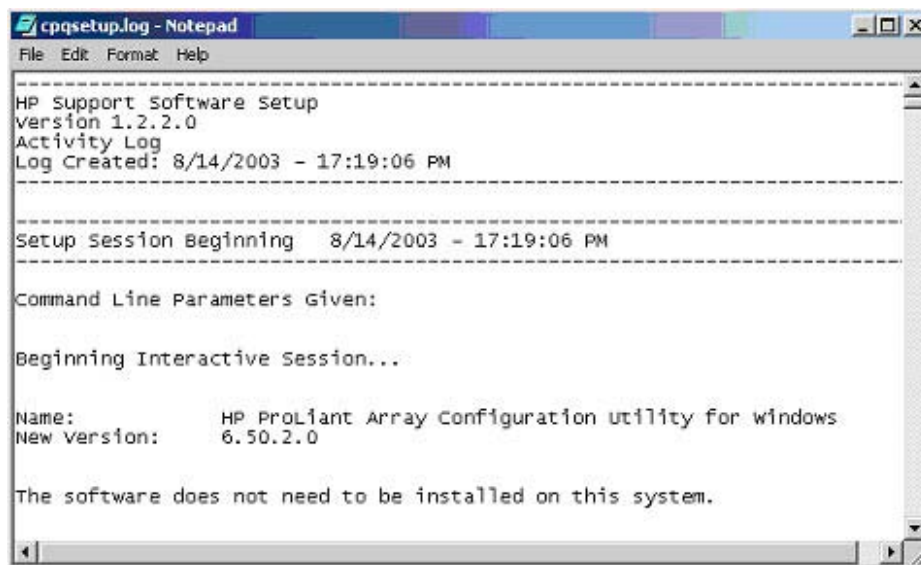 cpqsetup.log - Notepad
File Edit Format Help
--------------------------------------------------------------------------------
HP Support Software Setup
Version 1.2.2.0
Activity Log
Log Created: 8/14/2003 - 17:19:06 PM
--------------------------------------------------------------------------------
--------------------------------------------------------------------------------
Setup Session Beginning 8/14/2003 - 17:19:06 PM
--------------------------------------------------------------------------------
Command Line Parameters Given:
Beginning Interactive Session...
Name: HP ProLiant Array Configuration Utility for Windows
New Version: 6.50.2.0
The software does not need to be installed on this system.